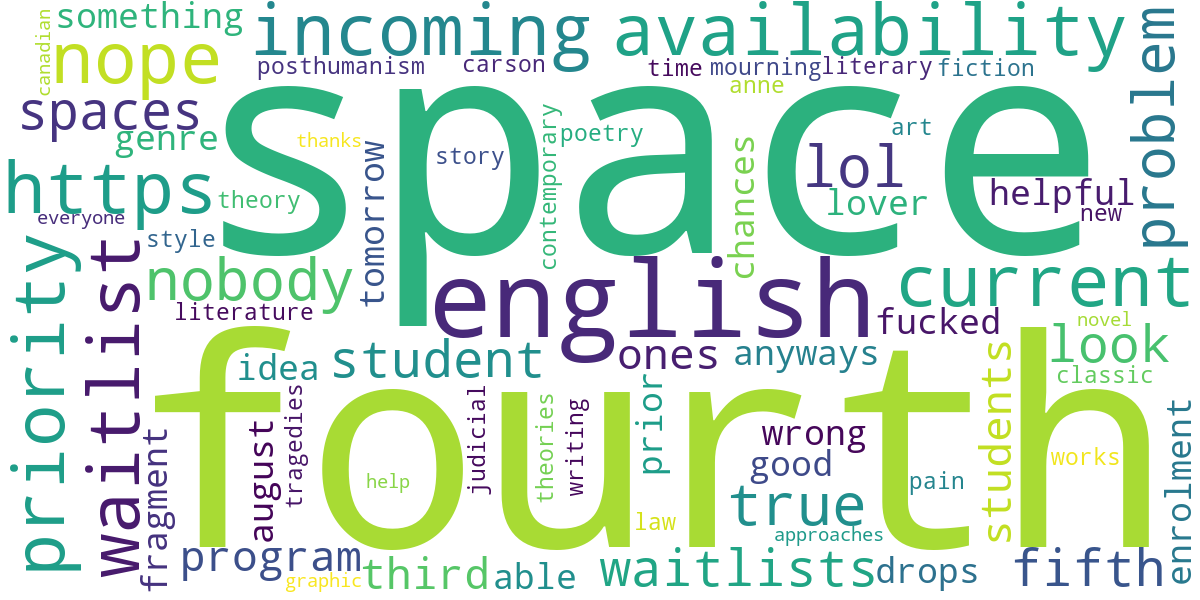 canadian
something
nope
incoming
availability
problem
posthumanism
carson
time
mourning
literary
fiction
anne
spaces
space
genre
thanks
story
contemporary
poetry
art
https
theory
tomorrow
chances
lol
lover
helpful
new
everyone
style
priority
waitlist
nobody
literature
english
current
fucked
novel
look
idea
student
ones
anyways
students
classic
fourth
fragment
august
tragedies
judicial
theories
writing
prior
wrong
good
works
enrolment
help
pain
true
law
approaches
program
graphic
third
able
waitlists
drops
fifth